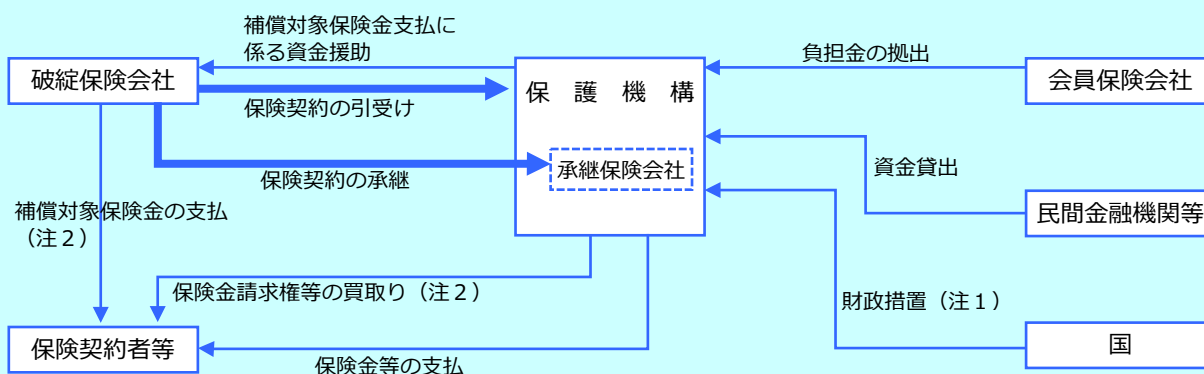 補償対象保険金支払に
係る資金援助
負担金の拠出
破綻保険会社
保護機構
会員保険会社
保険契約の引受け
承継保険会社
資金貸出
保険契約の承継
補償対象保険金の支払
（注２）
民間金融機関等
保険金請求権等の買取り（注２）
財政措置（注１）
保険契約者等
国
保険金等の支払